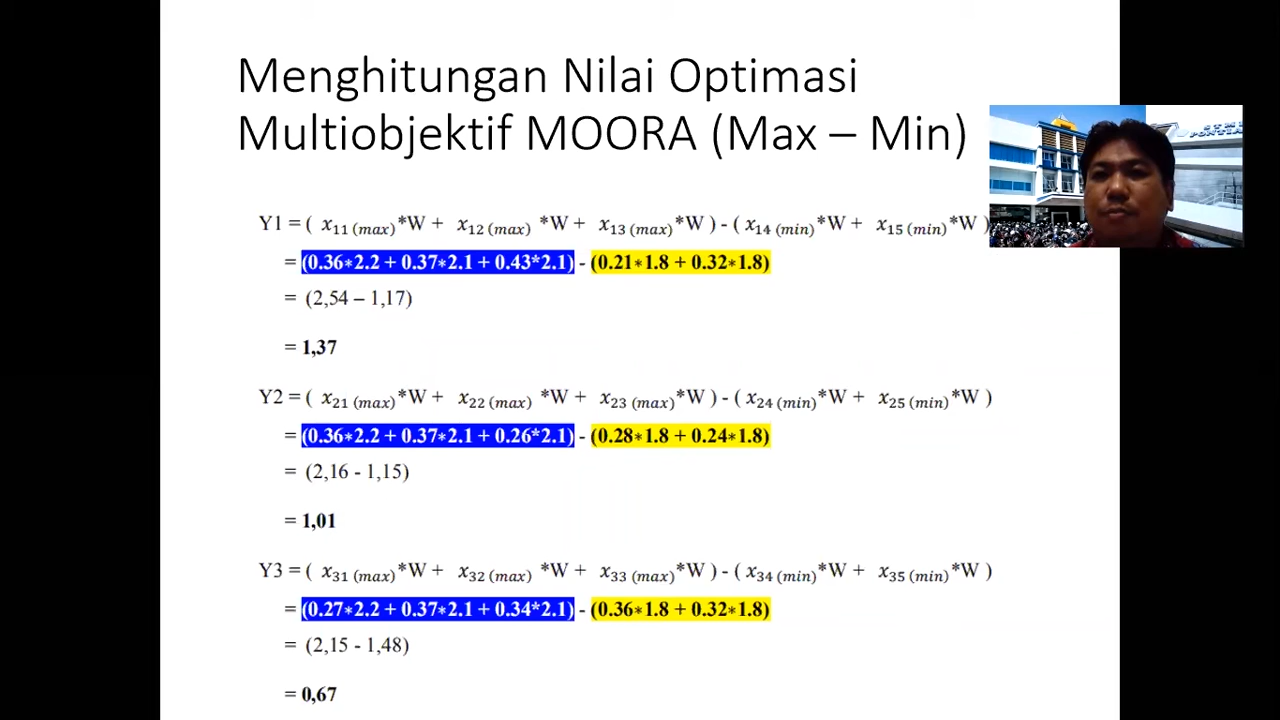 Menghitungan Nilai Optimasi
Multiobjektif MOORA (Max – Min)
Y1 = ( x11 (max)*W + x12 (max) *W + x13 (max)*W ) - ( x14 (min)*W + x15 (min)*W )
= (0.36*2.2 + 0.37*2.1 + 0.43*2.1) - (0.21*1.8 + 0.32*1.8)
= (2,54 – 1,17)
= 1,37
Y2 = ( x21 (max)*W + x22 (max) *W + x23 (max)*W ) - ( x24 (min)*W + x25 (min)*W )
= (0.36*2.2 + 0.37*2.1 + 0.26*2.1) - (0.28*1.8 + 0.24*1.8)
= (2,16 - 1,15)
= 1,01
Y3 = ( x31 (max)*W + x32 (max) *W + x33 (max)*W ) - ( x34 (min)*W + x35 (min)*W )
= (0.27*2.2 + 0.37*2.1 + 0.34*2.1) - (0.36*1.8 + 0.32*1.8)
= (2,15 - 1,48)
= 0,67